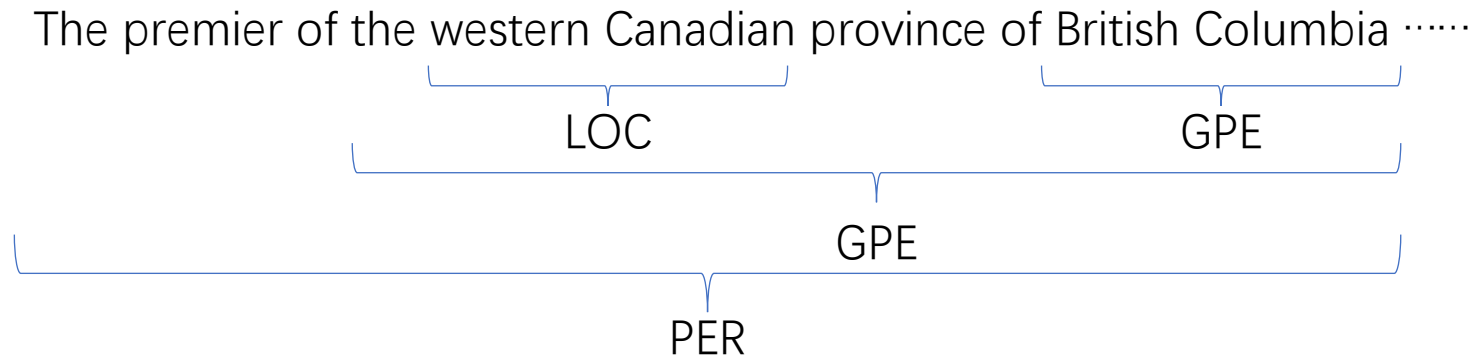 The premier of the western Canadian province of British Columbia ……
LOC
GPE
GPE
PER